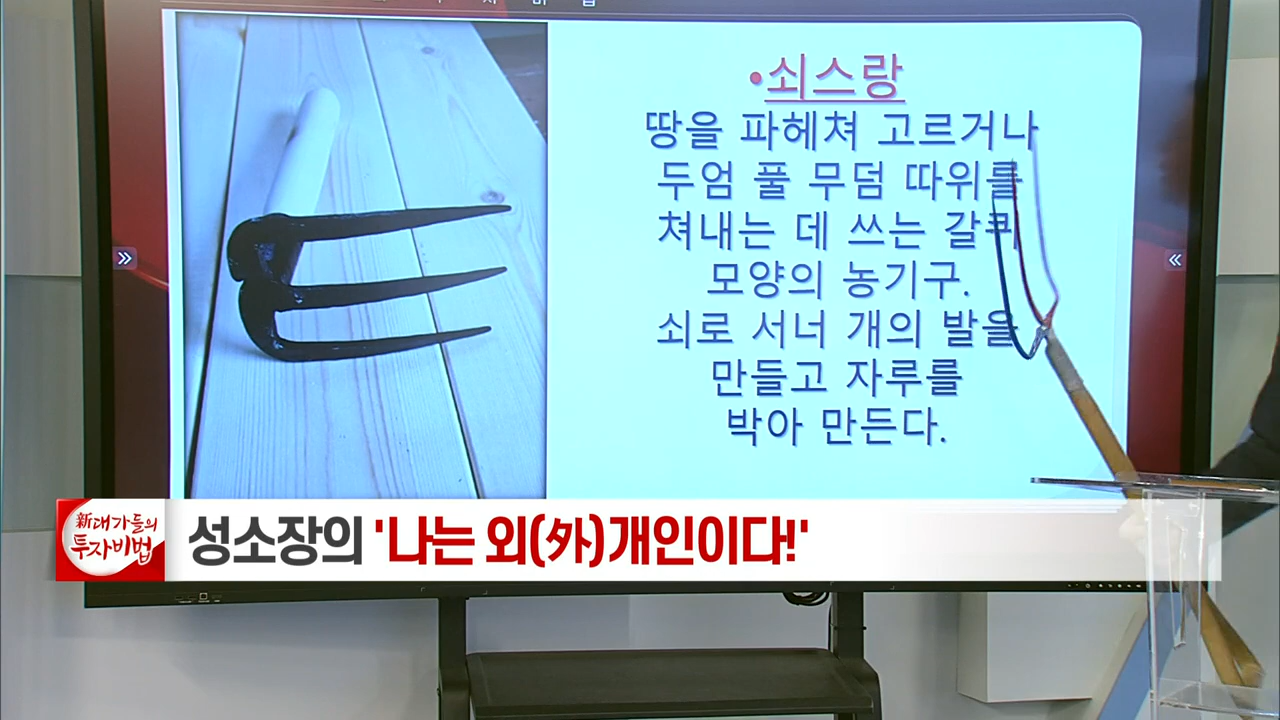 •쇠스랑
땅을 파헤쳐 고르거나
두엄 풀 무덤 따위를
쳐내는 데 쓰는 갈퀴
모양의 농기구.
쇠로 서너 개의 발을
만들고 자루를
박아 만든다.
新대가들의
투자비법
성소장의 '나는 외(外)개인이다!'